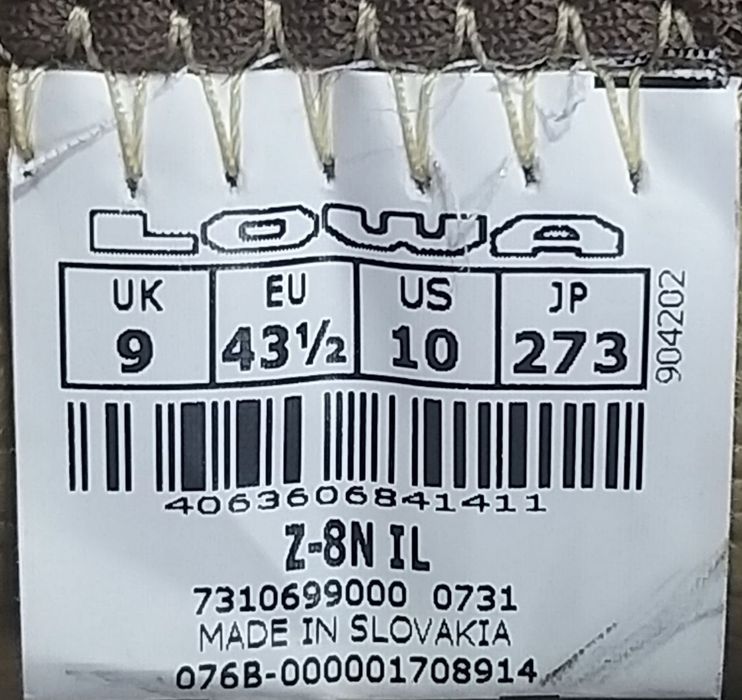 LOWA
UK EU US JP
9 43½ 10 273
904202
4063606841411
Z-8N IL
7310699000 0731
MADE IN SLOVAKIA
076B-000001708914